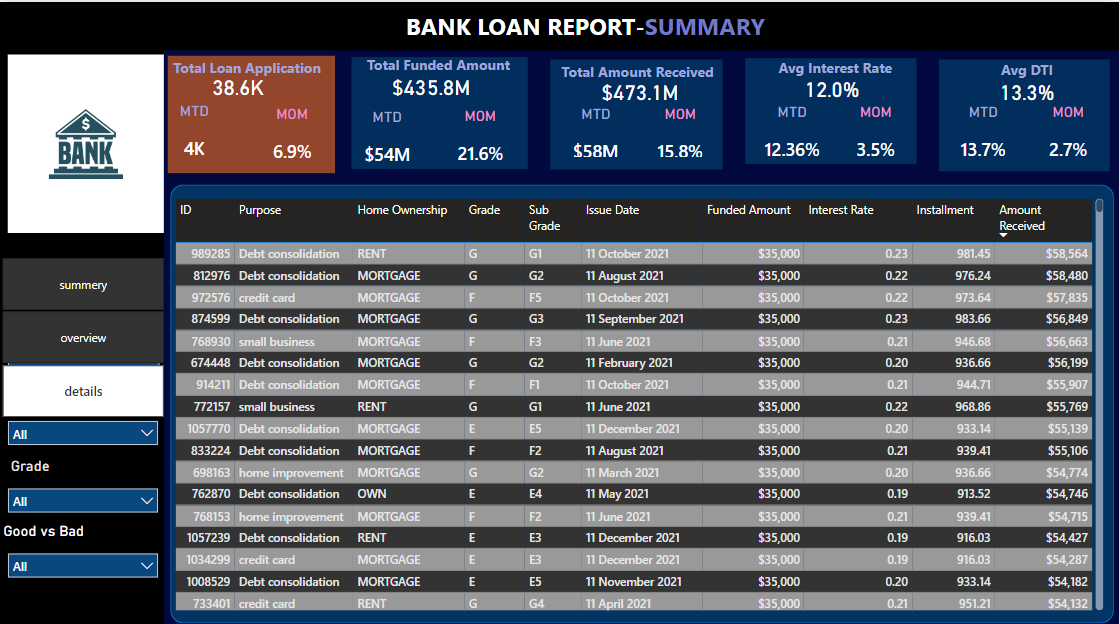 BANK LOAN REPORT-SUMMARY
$
BANK
Total Loan Application
38.6K
MTD MOM
4K 6.9%
Total Funded Amount
$435.8M
MTD MOM
$54M 21.6%
Total Amount Received
$473.1M
MTD MOM
$58M 15.8%
Avg Interest Rate
12.0%
MTD MOM
12.36% 3.5%
Avg DTI
13.3%
MTD MOM
13.7% 2.7%
summery
overview
details
All
Grade
All
Good vs Bad
All
ID Purpose Home Ownership Grade Sub Grade Issue Date Funded Amount Interest Rate Installment Amount Received
989285 Debt consolidation RENT G G1 11 October 2021 $35,000 0.23 981.45 $58,564
812976 Debt consolidation MORTGAGE G G2 11 August 2021 $35,000 0.22 976.24 $58,480
972576 credit card MORTGAGE F F5 11 October 2021 $35,000 0.22 973.64 $57,835
874599 Debt consolidation MORTGAGE G G3 11 September 2021 $35,000 0.23 983.66 $56,849
768930 small business MORTGAGE F F3 11 June 2021 $35,000 0.21 946.68 $56,663
674448 Debt consolidation MORTGAGE G G2 11 February 2021 $35,000 0.20 936.66 $56,199
914211 Debt consolidation MORTGAGE F F1 11 October 2021 $35,000 0.21 944.71 $55,907
772157 small business RENT G G1 11 June 2021 $35,000 0.22 968.86 $55,769
1057770 Debt consolidation MORTGAGE E E5 11 December 2021 $35,000 0.20 933.14 $55,139
833224 Debt consolidation MORTGAGE F F2 11 August 2021 $35,000 0.21 939.41 $55,106
698163 home improvement MORTGAGE G G2 11 March 2021 $35,000 0.20 936.66 $54,774
762870 Debt consolidation OWN E E4 11 May 2021 $35,000 0.19 913.52 $54,746
768153 home improvement MORTGAGE F F2 11 June 2021 $35,000 0.21 939.41 $54,715
1057239 Debt consolidation RENT E E3 11 December 2021 $35,000 0.19 916.03 $54,427
1034299 credit card MORTGAGE E E3 11 December 2021 $35,000 0.19 916.03 $54,287
1008529 Debt consolidation MORTGAGE E E5 11 November 2021 $35,000 0.20 933.14 $54,182
733401 credit card RENT G G4 11 April 2021 $35,000 0.21 951.21 $54,132